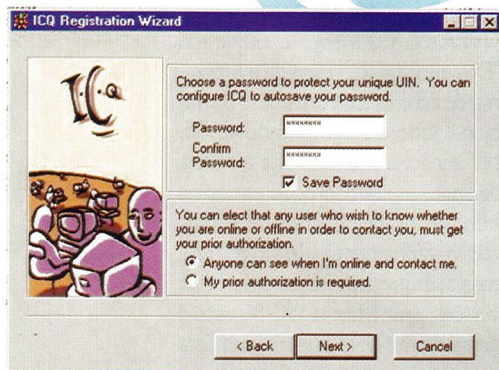 ICQ Registration Wizard
ICQ
Choose a password to protect your unique UIN. You can
configure ICQ to autosave your password.
Password:
xxxxxxxx
Confirm
Password:
xxxxxxxx
Save Password
You can elect that any user who wish to know whether
you are online or offline in order to contact you, must get
your prior authorization.
Anyone can see when I'm online and contact me.
My prior authorization is required.
< Back
Next >
Cancel